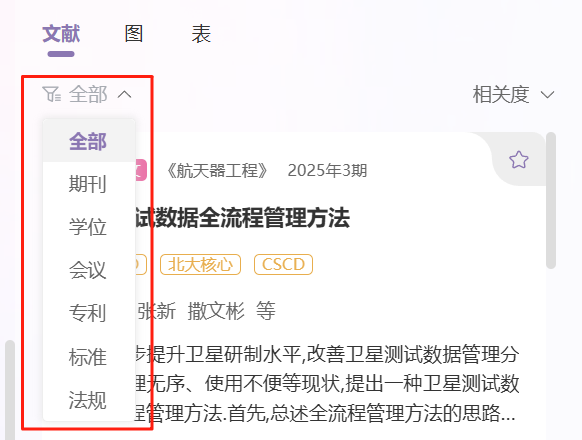 文献 图 表
全部 相关度
全部
期刊
学位
会议
专利
标准
法规
《航天器工程》 2025年3期
试数据全流程管理方法
北大核心 CSCD
张新 撒文彬 等
步提升卫星研制水平,改善卫星测试数据管理分
理无序、使用不便等现状,提出一种卫星测试数
程管理方法.首先,总述全流程管理方法的思路...